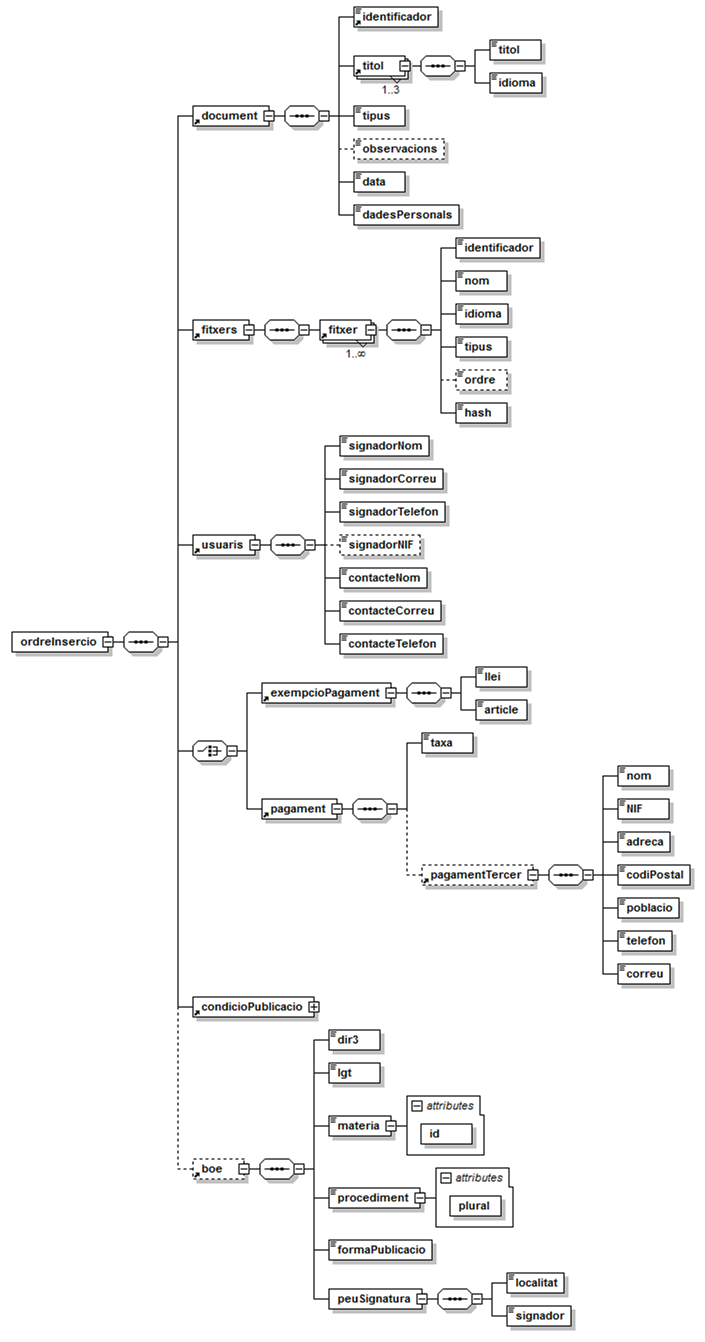 identificador
titol
1..3
titol
idioma
document
tipus
observacions
data
dadesPersonals
identificador
nom
idioma
fitxers
fitxer
1..∞
tipus
ordre
hash
signadorNom
signadorCorreu
signadorTelefon
usuaris
signadorNIF
contacteNom
contacteCorreu
contacteTelefon
ordreInsercio
exempcioPagament
llei
article
taxa
pagament
nom
NIF
adreca
pagamentTercer
codiPostal
poblacio
telefon
correu
condicioPublicacio
dir3
lgt
attributes
materia
id
boe
attributes
procediment
plural
formaPublicacio
localitat
peuSignatura
signador